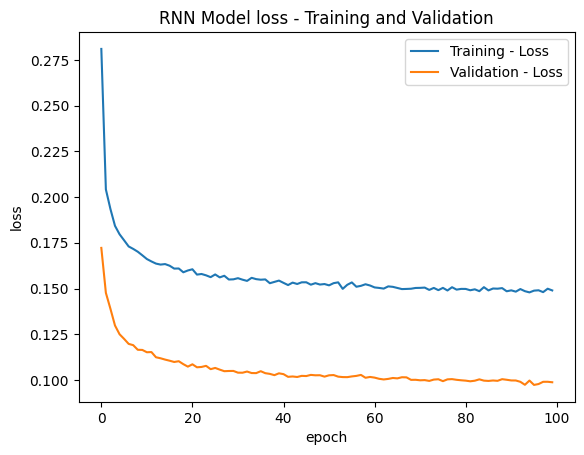 RNN Model loss - Training and Validation
Training - Loss
Validation - Loss
0.275
0.250
0.225
0.200
0.175
0.150
0.125
0.100
loss
0 20 40 60 80 100
epoch